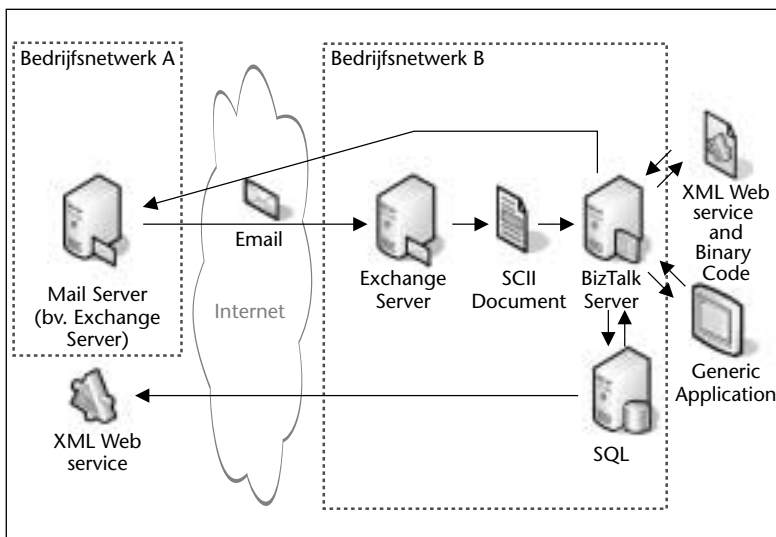 Bedrijfsnetwerk A
Bedrijfsnetwerk B
Mail Server
(bv. Exchange
Server)
Email
Internet
Exchange
Server
SCII
Document
BizTalk
Server
XML Web
service
and
Binary
Code
Generic
Application
XML Web
service
SQL